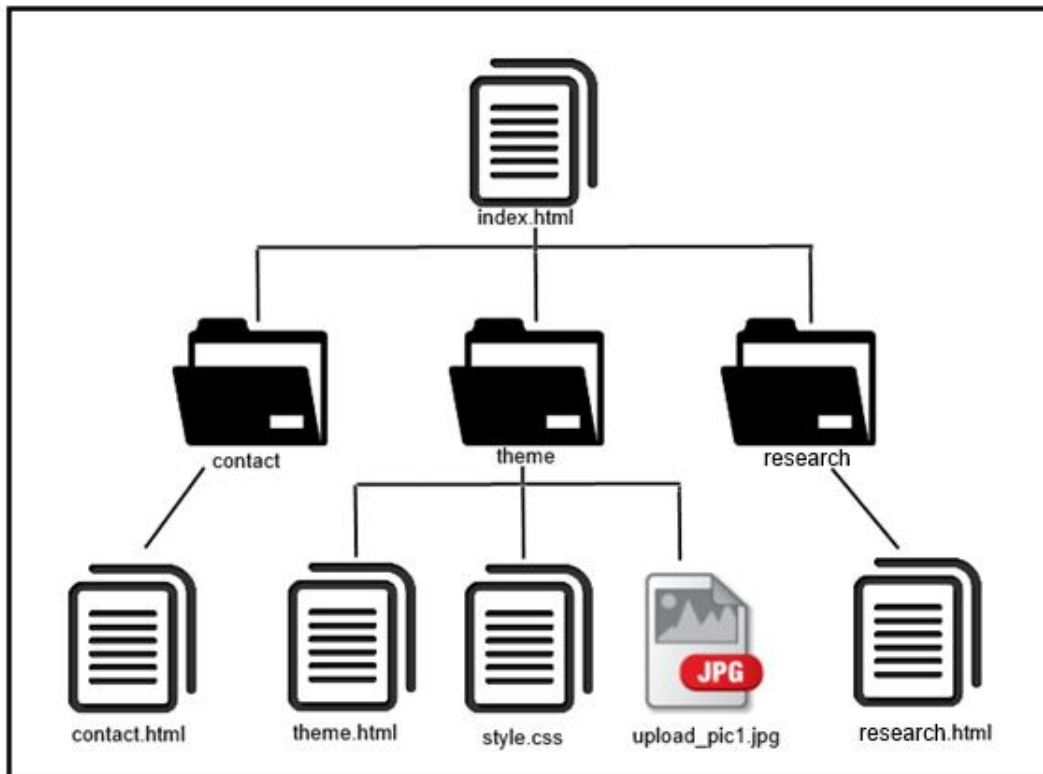 index.html
contact
theme
research
JPG
contact.html
theme.html
style.css
upload_pic1.jpg
research.html